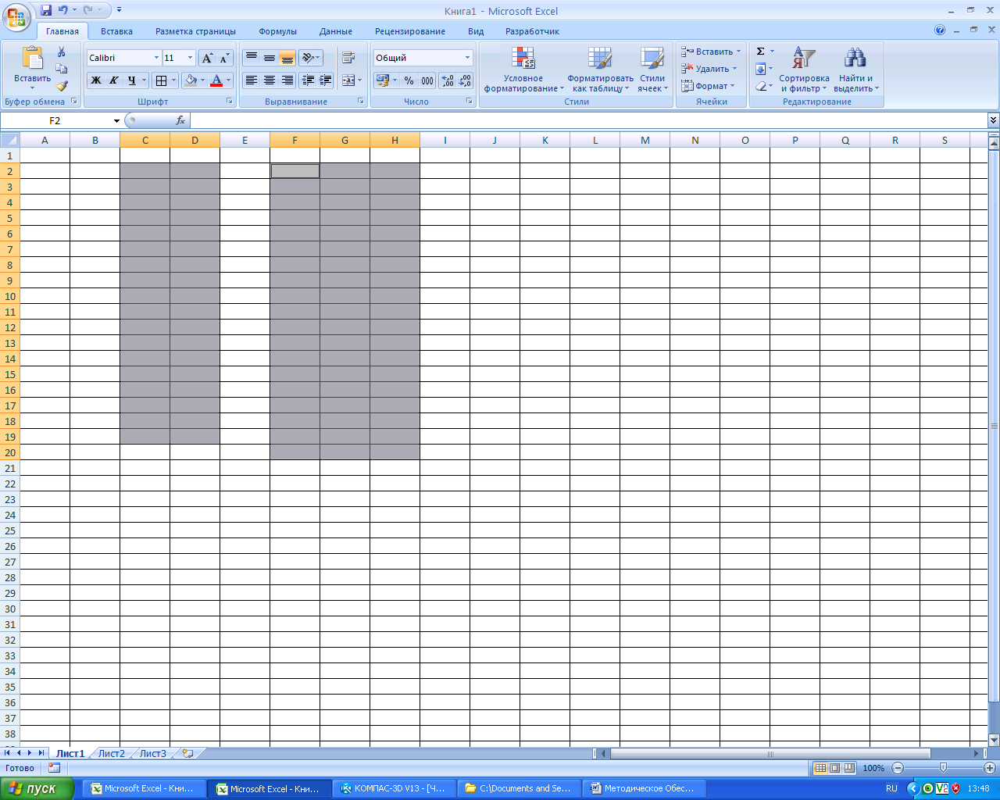 Книга1 - Microsoft Excel
Главная Вставка Разметка страницы Формулы Данные Рецензирование Вид Разработчик
Calibri 11 Общий
Вставить
Ж К Ч % 000
Условное форматирование
Форматировать как таблицу
Стили ячеек
Вставить
Удалить
Формат
Σ
Сортировка и фильтр
Найти и выделить
Буфер обмена Шрифт Выравнивание Число Стили Ячейки Редактирование
F2 fx
A B C D E F G H I J K L M N O P Q R S
1
2
3
4
5
6
7
8
9
10
11
12
13
14
15
16
17
18
19
20
21
22
23
24
25
26
27
28
29
30
31
32
33
34
35
36
37
38
Лист1 Лист2 Лист3
Готово 100%
пуск Microsoft Excel - Кни... Microsoft Excel - Кни... КОМПАС-3D V13 - [Ч... C:\Documents and Se... Методическое Обес... RU 13:48